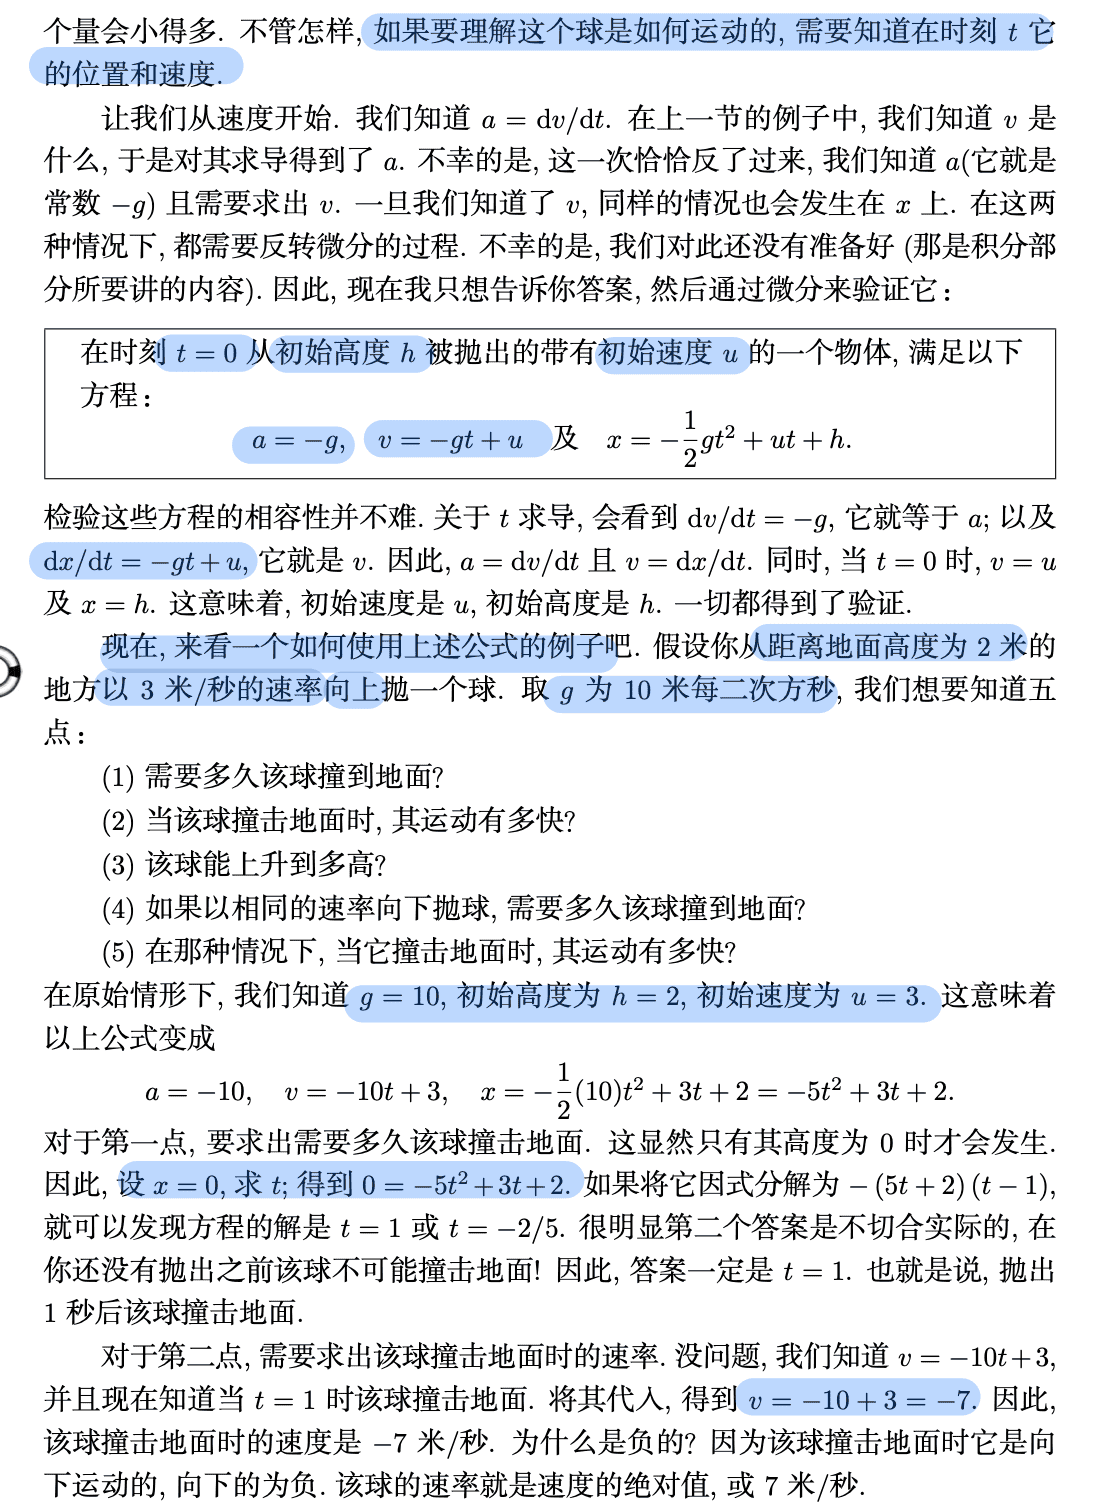 个量会小得多. 不管怎样, 如果要理解这个球是如何运动的, 需要知道在时刻 t 它
的位置和速度.
让我们从速度开始. 我们知道 a = dv/dt. 在上一节的例子中, 我们知道 v 是
什么, 于是对其求导得到了 a. 不幸的是, 这一次恰恰反了过来, 我们知道 a(它就是
常数 −g) 且需要求出 v. 一旦我们知道了 v, 同样的情况也会发生在 x 上. 在这两
种情况下, 都需要反转微分的过程. 不幸的是, 我们对此还没有准备好 (那是积分部
分所要讲的内容). 因此, 现在我只想告诉你答案, 然后通过微分来验证它：
在时刻 t = 0 从初始高度 h 被抛出的带有初始速度 u 的一个物体, 满足以下
方程：
a = −g, v = −gt + u 及 x = −\frac{1}{2}gt² + ut + h.
检验这些方程的相容性并不难. 关于 t 求导, 会看到 dv/dt = −g, 它就等于 a; 以及
dx/dt = −gt + u, 它就是 v. 因此, a = dv/dt 且 v = dx/dt. 同时, 当 t = 0 时, v = u
及 x = h. 这意味着, 初始速度是 u, 初始高度是 h. 一切都得到了验证.
现在, 来看一个如何使用上述公式的例子吧. 假设你从距离地面高度为 2 米的
地方以 3 米/秒的速率向上抛一个球. 取 g 为 10 米每二次方秒, 我们想要知道五
点：
(1) 需要多久该球撞到地面?
(2) 当该球撞击地面时, 其运动有多快?
(3) 该球能上升到多高?
(4) 如果以相同的速率向下抛球, 需要多久该球撞到地面?
(5) 在那种情况下, 当它撞击地面时, 其运动有多快?
在原始情形下, 我们知道 g = 10, 初始高度为 h = 2, 初始速度为 u = 3. 这意味着
以上公式变成
a = −10, v = −10t + 3, x = −\frac{1}{2}(10)t² + 3t + 2 = −5t² + 3t + 2.
对于第一点, 要求出需要多久该球撞击地面. 这显然只有其高度为 0 时才会发生.
因此, 设 x = 0, 求 t; 得到 0 = −5t² + 3t + 2. 如果将它因式分解为 − (5t + 2) (t − 1),
就可以发现方程的解是 t = 1 或 t = −2/5. 很明显第二个答案是不切合实际的, 在
你还没有抛出之前该球不可能撞击地面! 因此, 答案一定是 t = 1. 也就是说, 抛出
1 秒后该球撞击地面.
对于第二点, 需要求出该球撞击地面时的速率. 没问题, 我们知道 v = −10t + 3,
并且现在知道当 t = 1 时该球撞击地面. 将其代入, 得到 v = −10 + 3 = −7. 因此,
该球撞击地面时的速度是 −7 米/秒. 为什么是负的? 因为该球撞击地面时它是向
下运动的, 向下的为负. 该球的速率就是速度的绝对值, 或 7 米/秒.